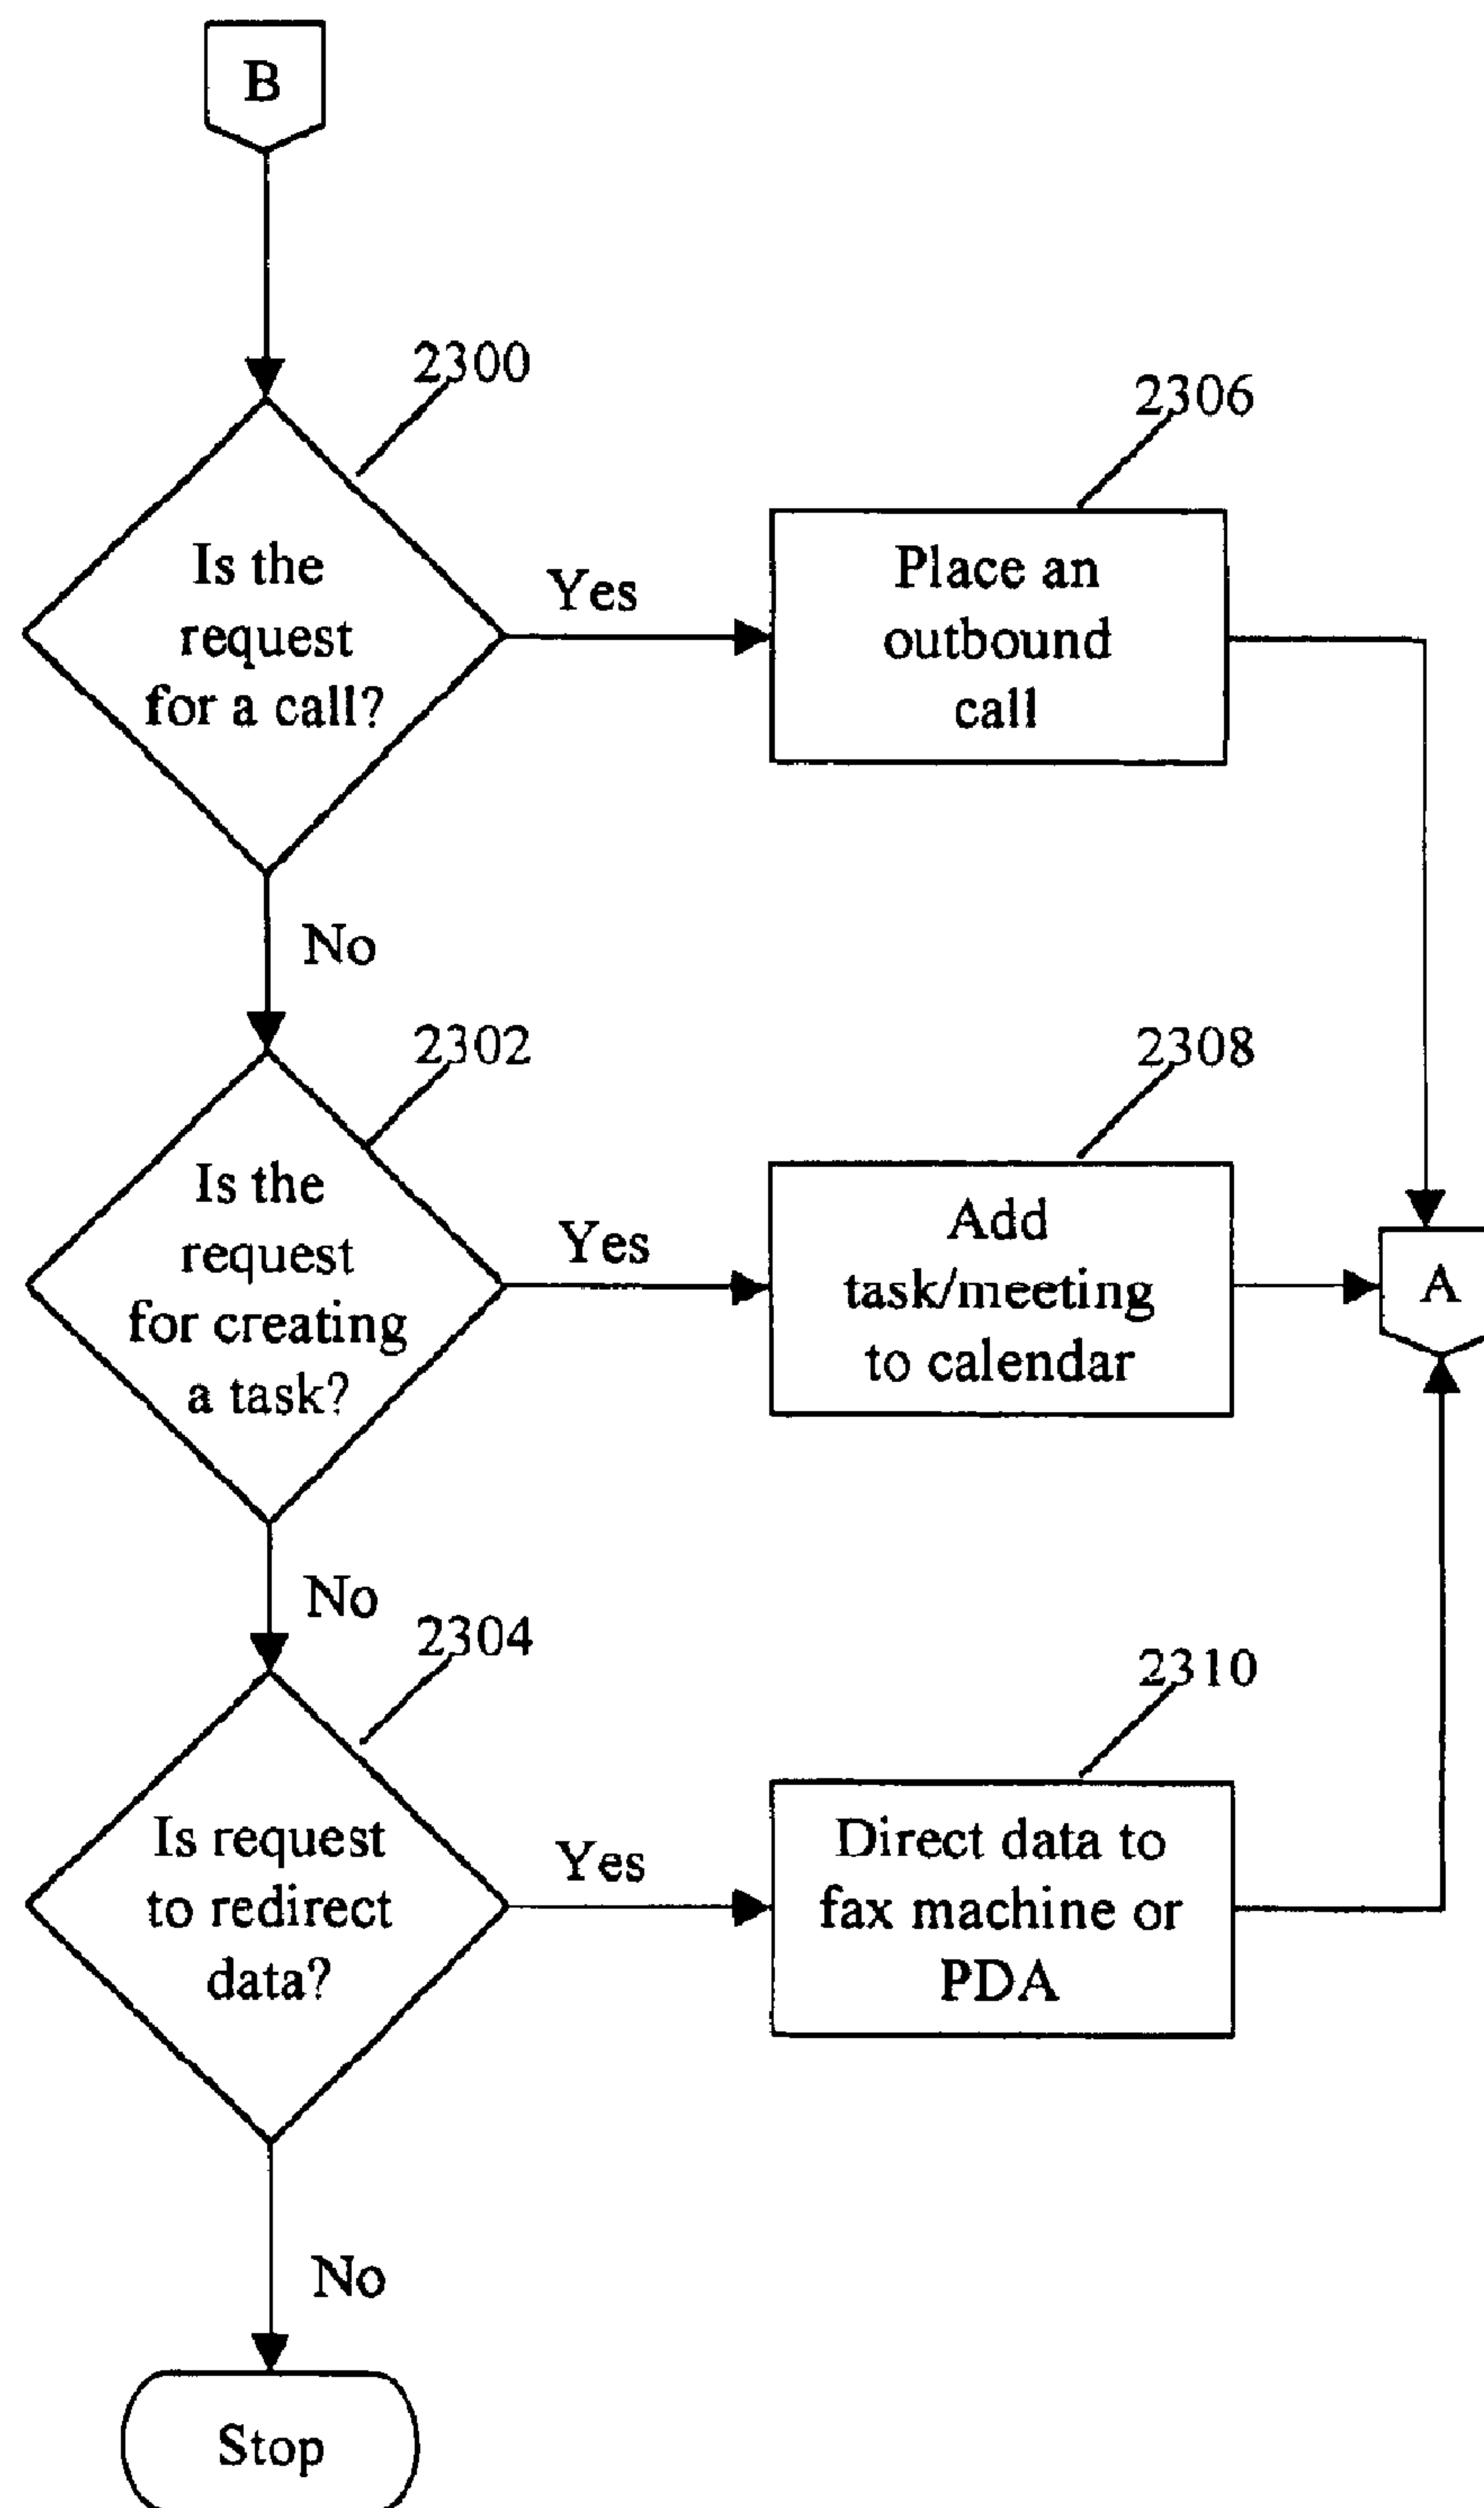 B
2300
Is the
request
for a call?
Yes
2306
Place an
outbound
call
No
2302
Is the
request
for creating
a task?
Yes
2308
Add
task/meeting
to calendar
A
No
2304
Is request
to redirect
data?
Yes
2310
Direct data to
fax machine or
PDA
No
Stop